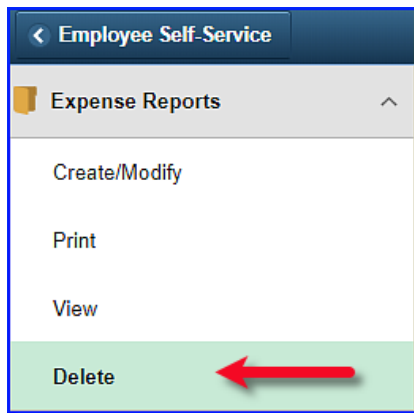 Employee Self-Service
Expense Reports
Create/Modify
Print
View
Delete